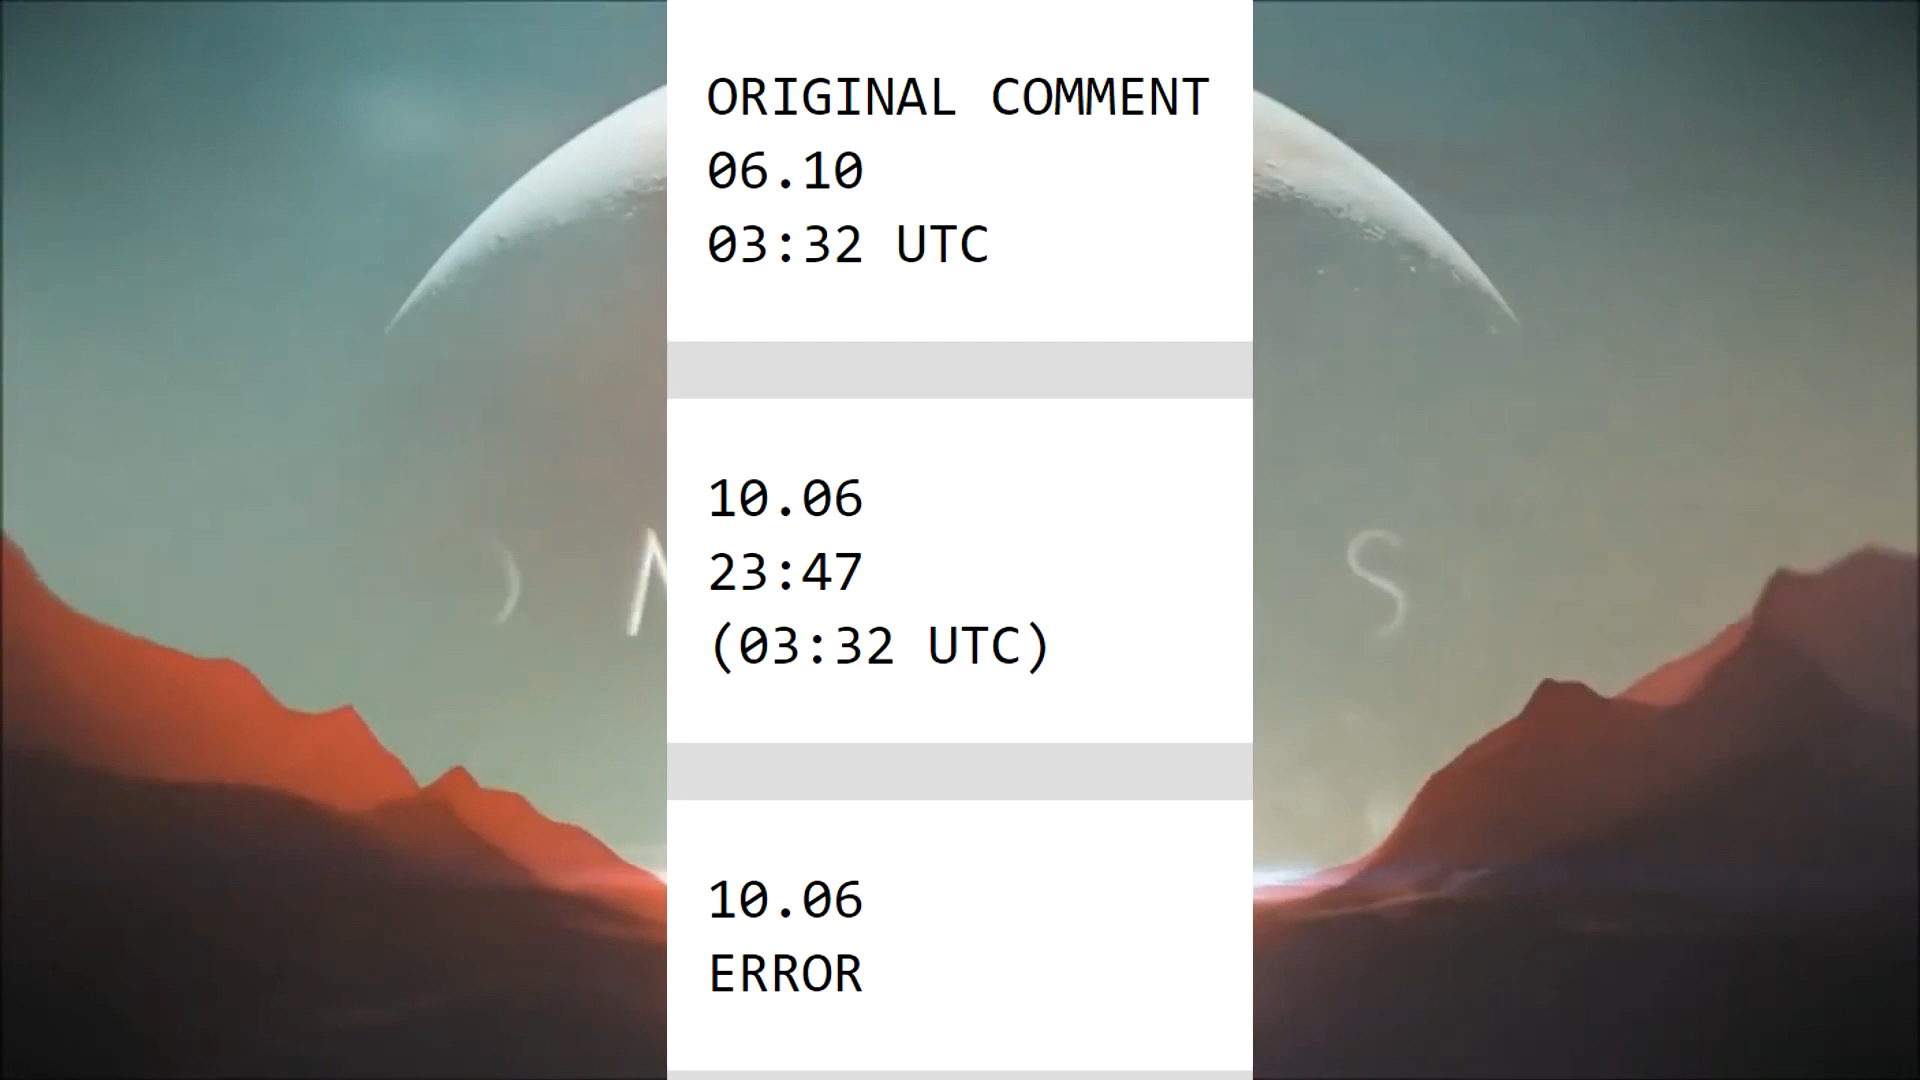 ORIGINAL COMMENT
06.10
03:32 UTC
10.06
23:47
(03:32 UTC)
10.06
ERROR